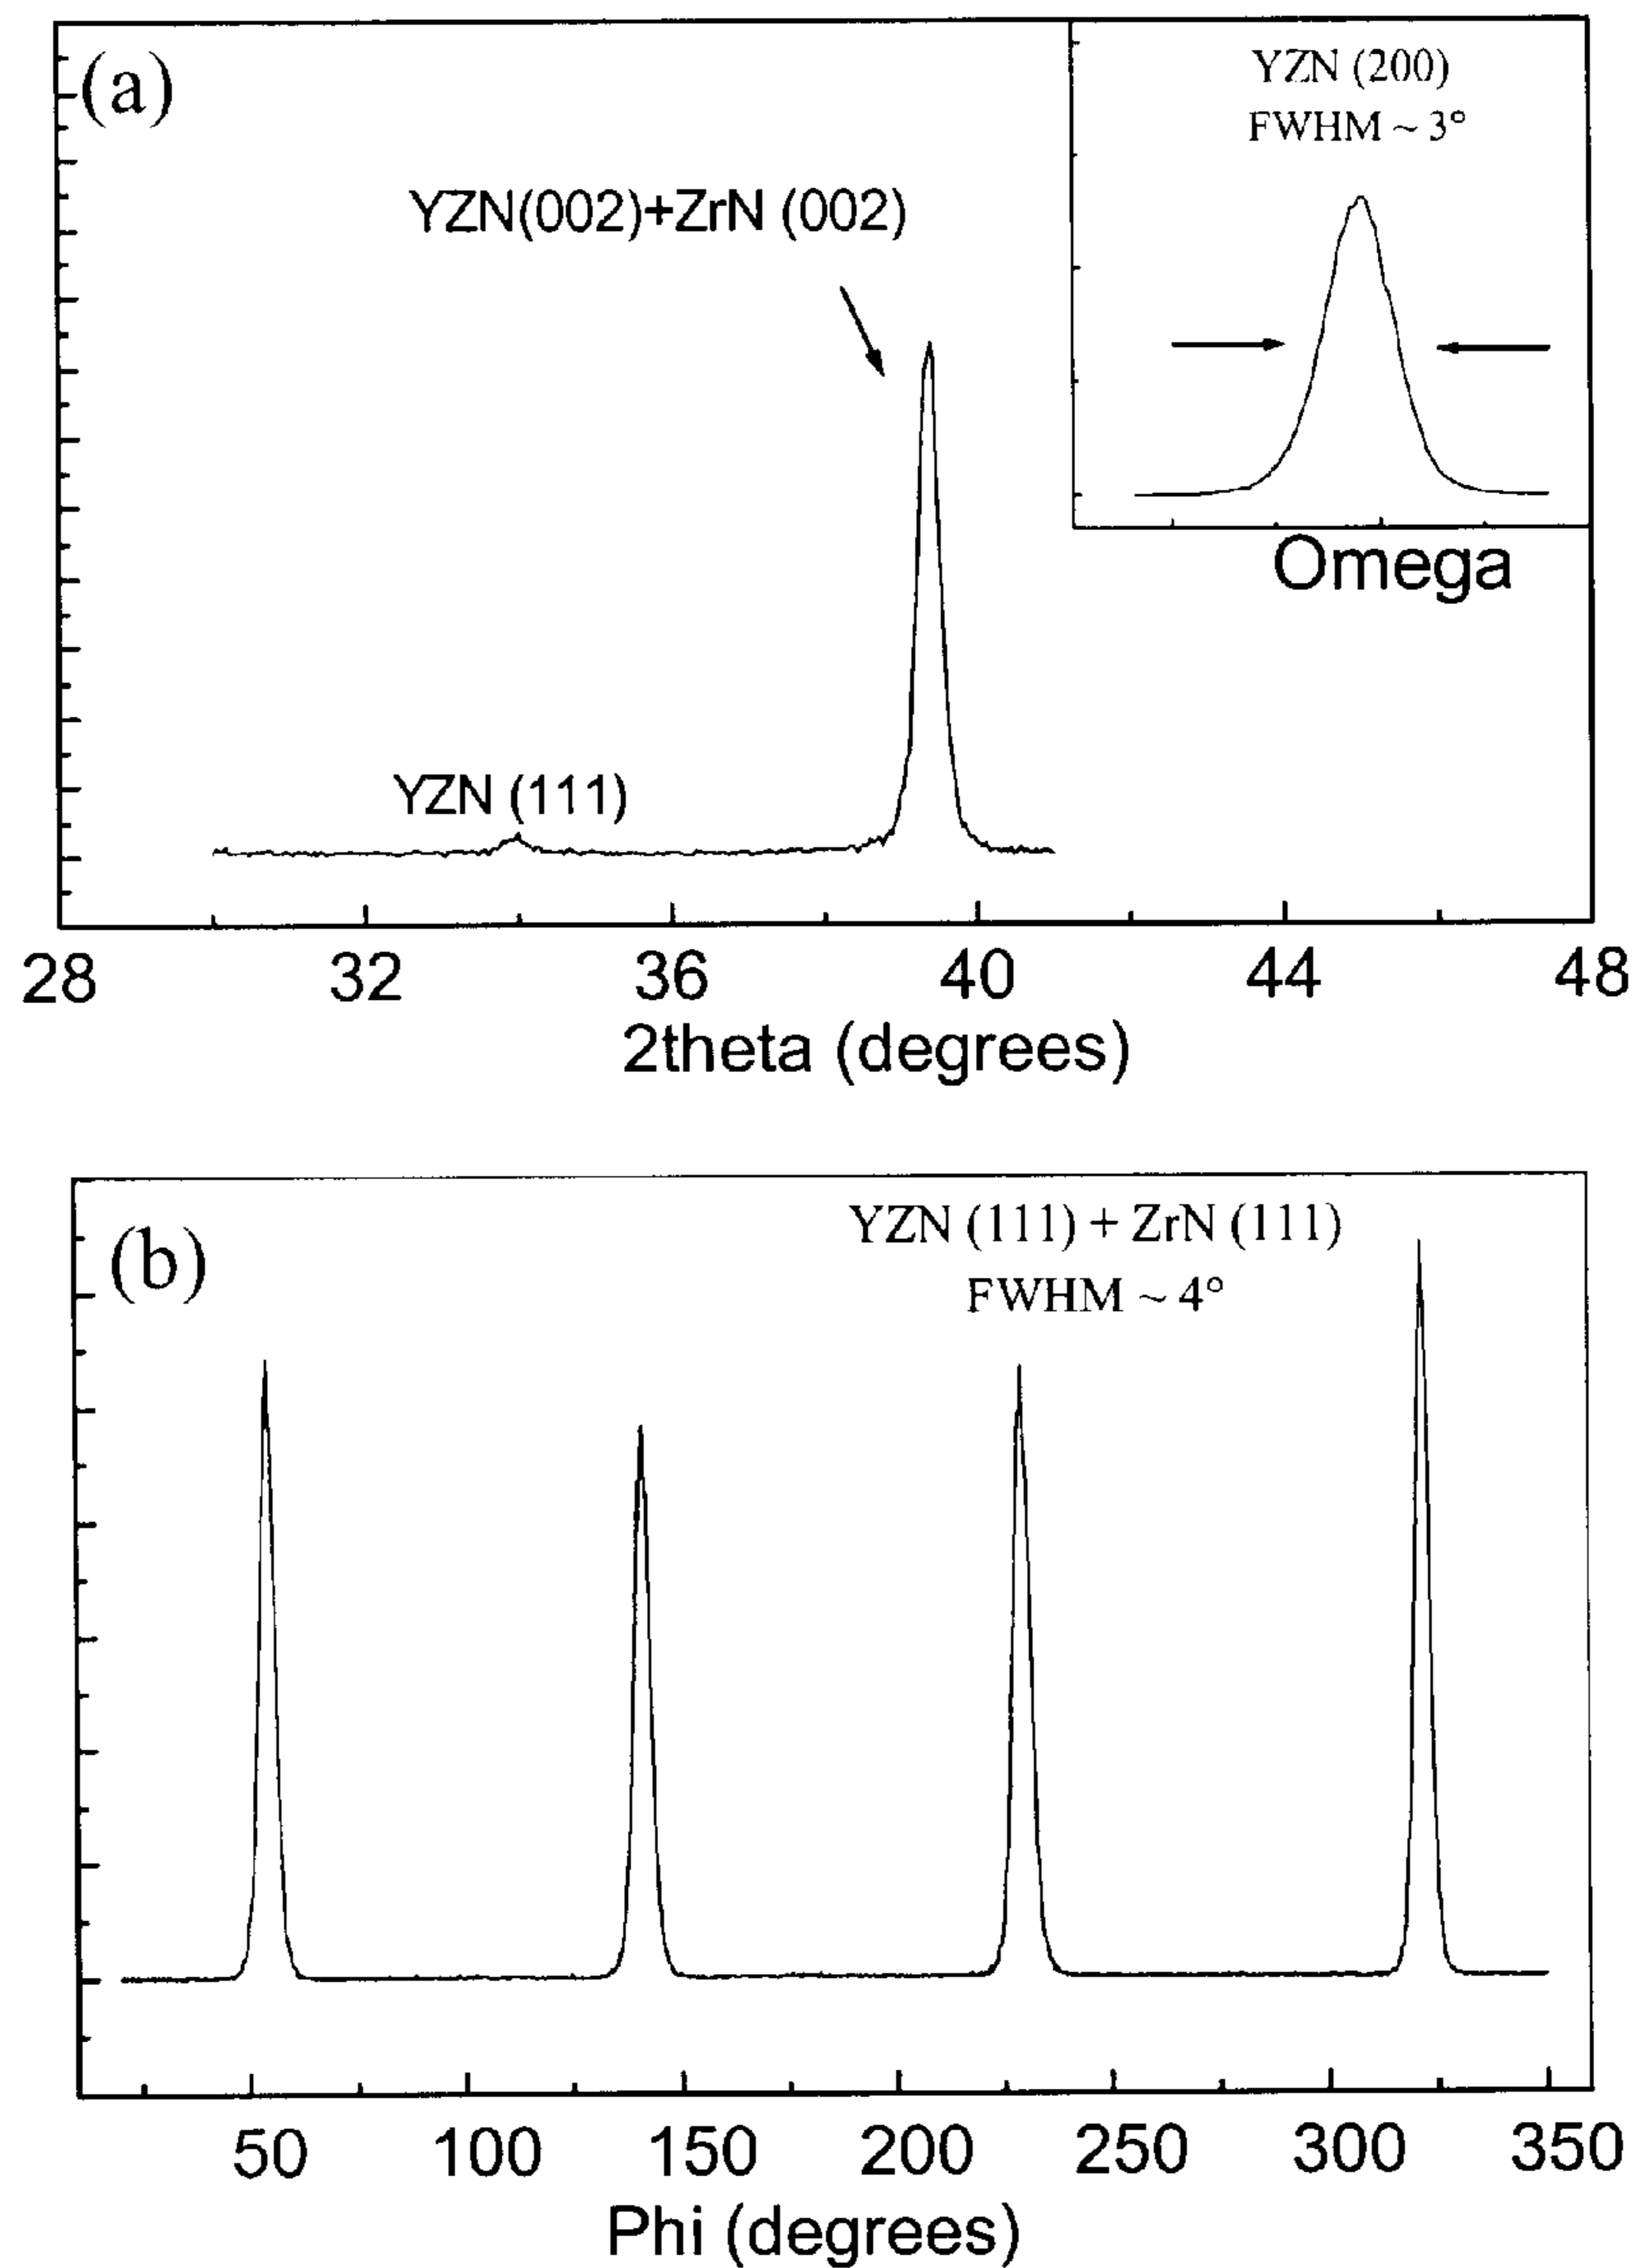 (a)
YZN (200)
FWHM ~ 3°
YZN(002)+ZrN (002)
Omega
YZN (111)
28 32 36 40 44 48
2theta (degrees)
(b)
YZN (111) + ZrN (111)
FWHM ~ 4°
50 100 150 200 250 300 350
Phi (degrees)